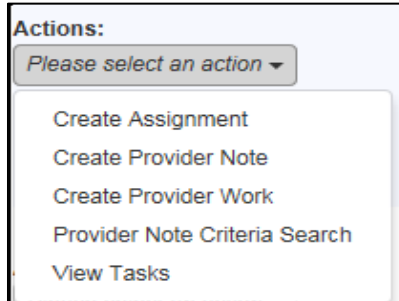 Actions:
Please select an action
Create Assignment
Create Provider Note
Create Provider Work
Provider Note Criteria Search
View Tasks